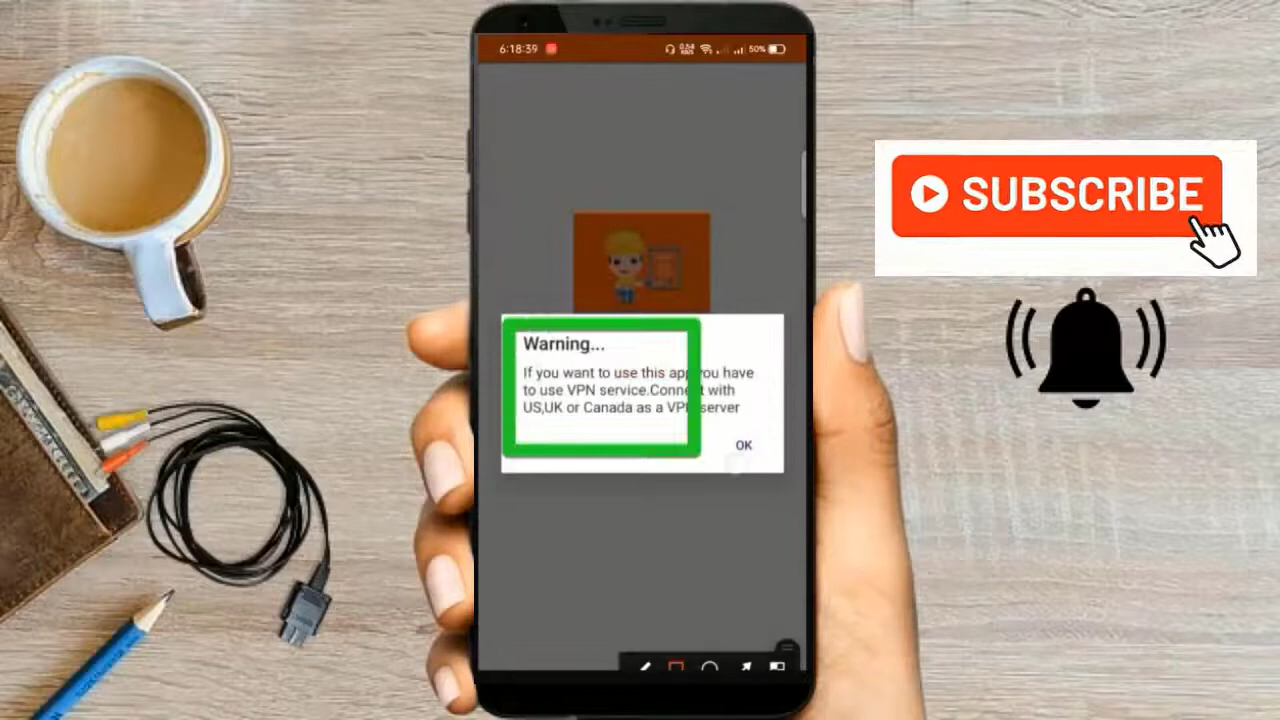 6:18:39
50%
SUBSCRIBE
Warning...
If you want to use this app you have
to use VPN service.Connect with
US,UK or Canada as a VPN server
OK